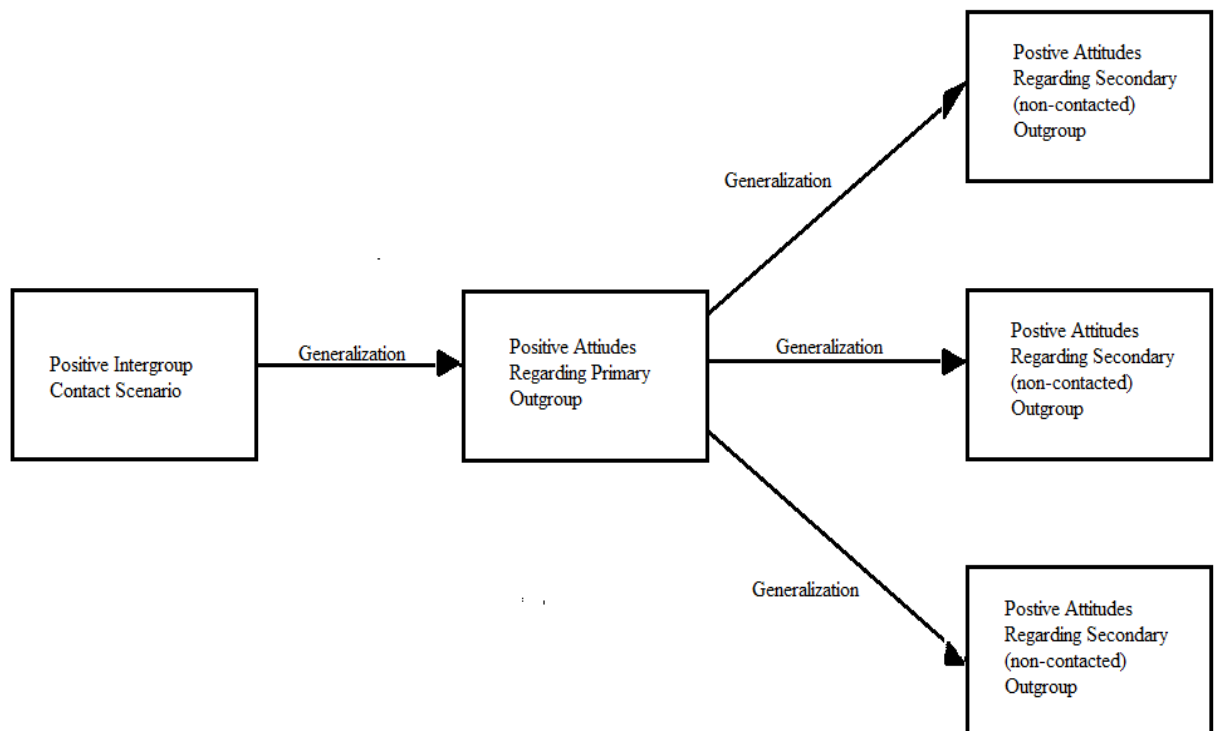 Postive Attitudes
Regarding Secondary
(non-contacted)
Outgroup
Generalization
Positive Intergroup
Contact Scenario
Generalization
Positive Attiudes
Regarding Primary
Outgroup
Generalization
Postive Attitudes
Regarding Secondary
(non-contacted)
Outgroup
Generalization
Postive Attitudes
Regarding Secondary
(non-contacted)
Outgroup